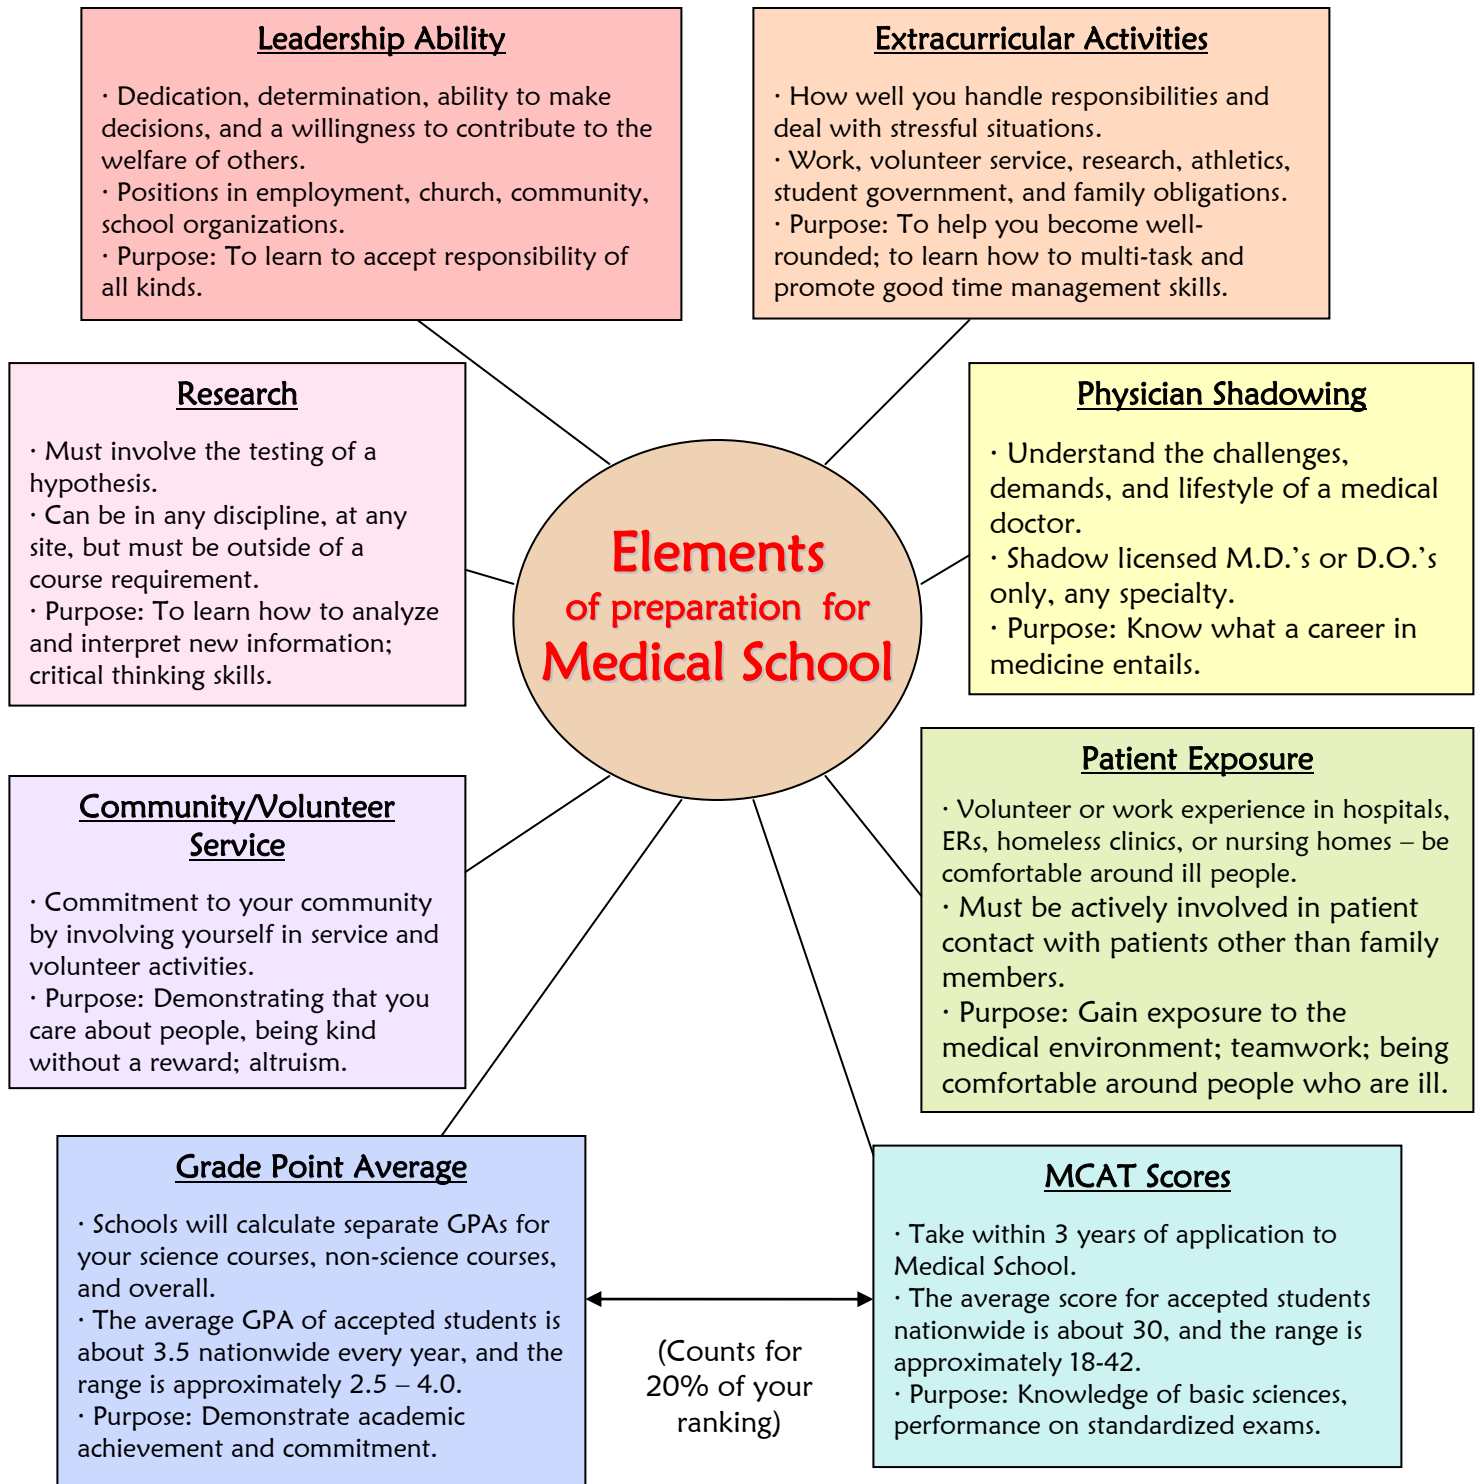 Leadership Ability
· Dedication, determination, ability to make
decisions, and a willingness to contribute to the
welfare of others.
· Positions in employment, church, community,
school organizations.
· Purpose: To learn to accept responsibility of
all kinds.
Extracurricular Activities
· How well you handle responsibilities and
deal with stressful situations.
· Work, volunteer service, research, athletics,
student government, and family obligations.
· Purpose: To help you become well-
rounded; to learn how to multi-task and
promote good time management skills.
Research
· Must involve the testing of a
hypothesis.
· Can be in any discipline, at any
site, but must be outside of a
course requirement.
· Purpose: To learn how to analyze
and interpret new information;
critical thinking skills.
Elements
of preparation for
Medical School
Physician Shadowing
· Understand the challenges,
demands, and lifestyle of a medical
doctor.
· Shadow licensed M.D.’s or D.O.’s
only, any specialty.
· Purpose: Know what a career in
medicine entails.
Community/Volunteer
Service
· Commitment to your community
by involving yourself in service and
volunteer activities.
· Purpose: Demonstrating that you
care about people, being kind
without a reward; altruism.
Patient Exposure
· Volunteer or work experience in hospitals,
ERs, homeless clinics, or nursing homes – be
comfortable around ill people.
· Must be actively involved in patient
contact with patients other than family
members.
· Purpose: Gain exposure to the
medical environment; teamwork; being
comfortable around people who are ill.
Grade Point Average
· Schools will calculate separate GPAs for
your science courses, non-science courses,
and overall.
· The average GPA of accepted students is
about 3.5 nationwide every year, and the
range is approximately 2.5 – 4.0.
· Purpose: Demonstrate academic
achievement and commitment.
(Counts for
20% of your
ranking)
MCAT Scores
· Take within 3 years of application to
Medical School.
· The average score for accepted students
nationwide is about 30, and the range is
approximately 18-42.
· Purpose: Knowledge of basic sciences,
performance on standardized exams.